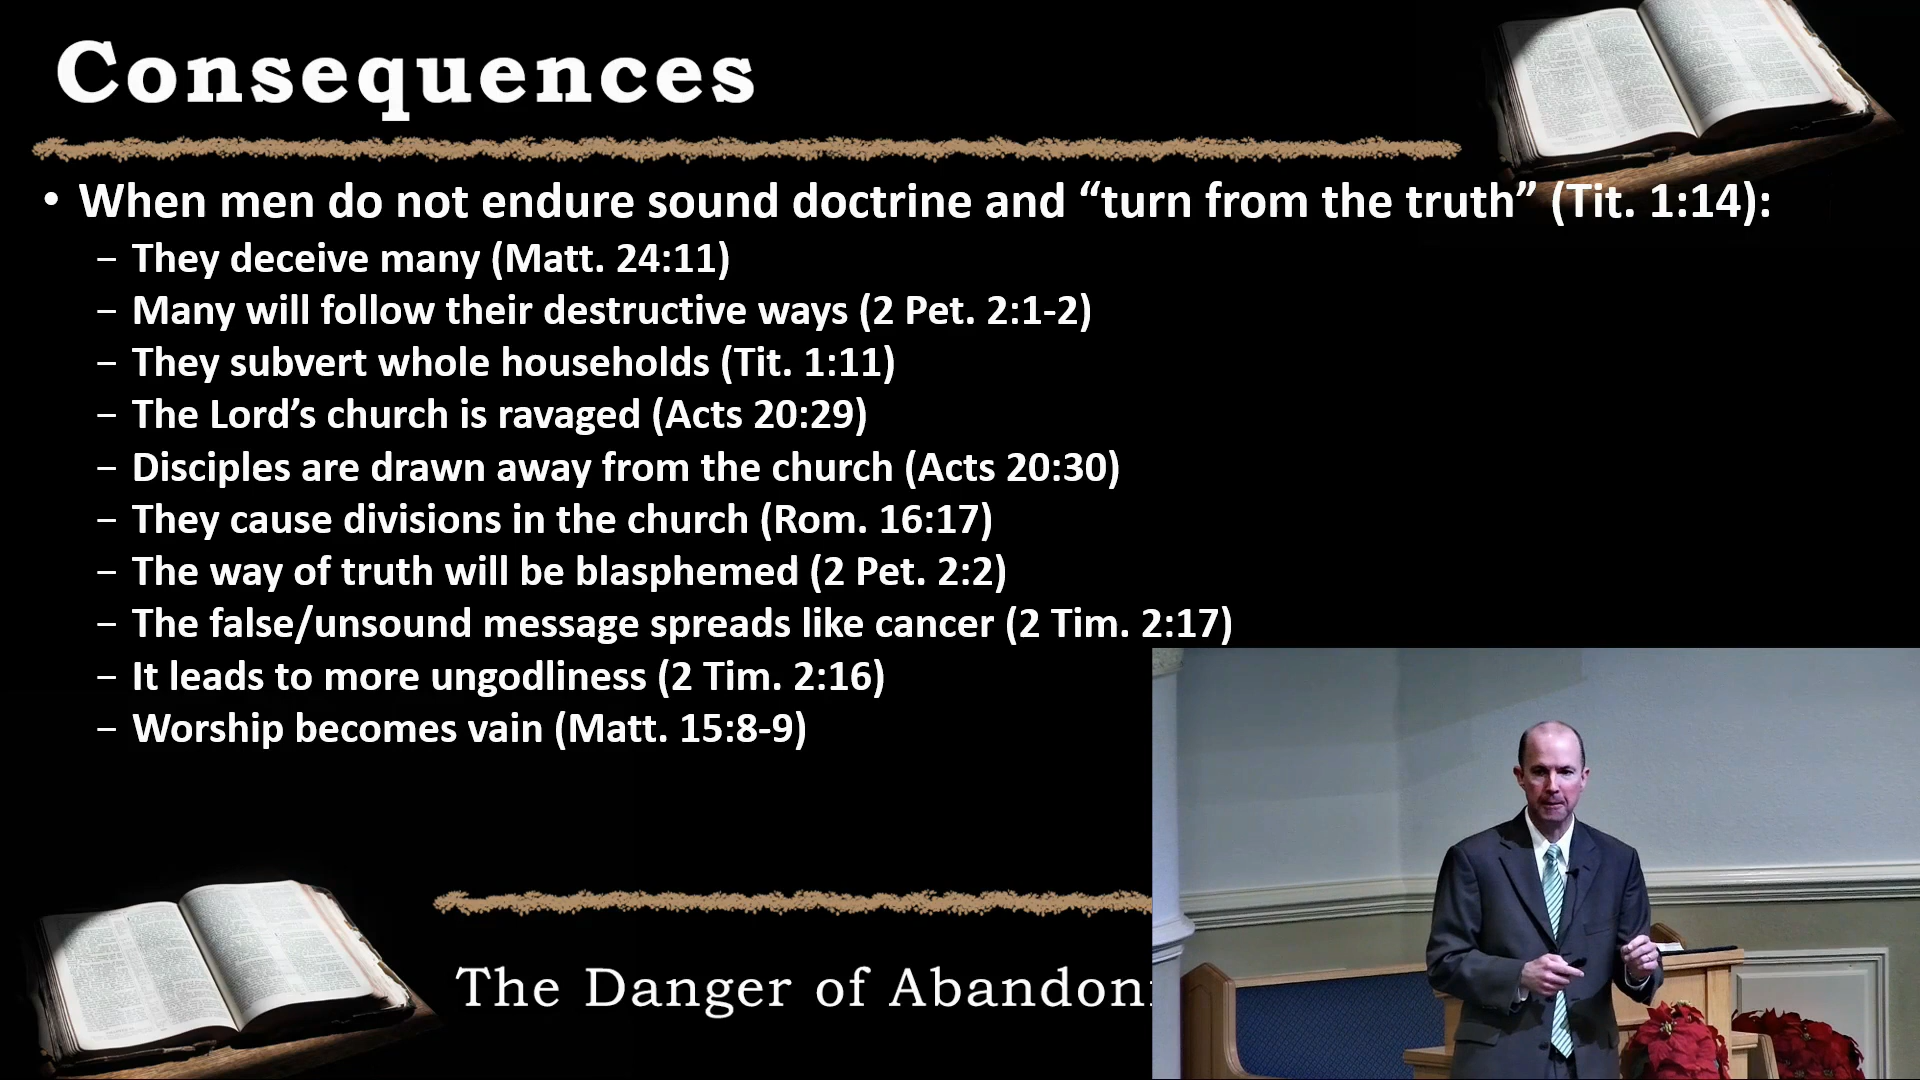 Consequences
• When men do not endure sound doctrine and “turn from the truth” (Tit. 1:14):
– They deceive many (Matt. 24:11)
– Many will follow their destructive ways (2 Pet. 2:1-2)
– They subvert whole households (Tit. 1:11)
– The Lord’s church is ravaged (Acts 20:29)
– Disciples are drawn away from the church (Acts 20:30)
– They cause divisions in the church (Rom. 16:17)
– The way of truth will be blasphemed (2 Pet. 2:2)
– The false/unsound message spreads like cancer (2 Tim. 2:17)
– It leads to more ungodliness (2 Tim. 2:16)
– Worship becomes vain (Matt. 15:8-9)
The Danger of